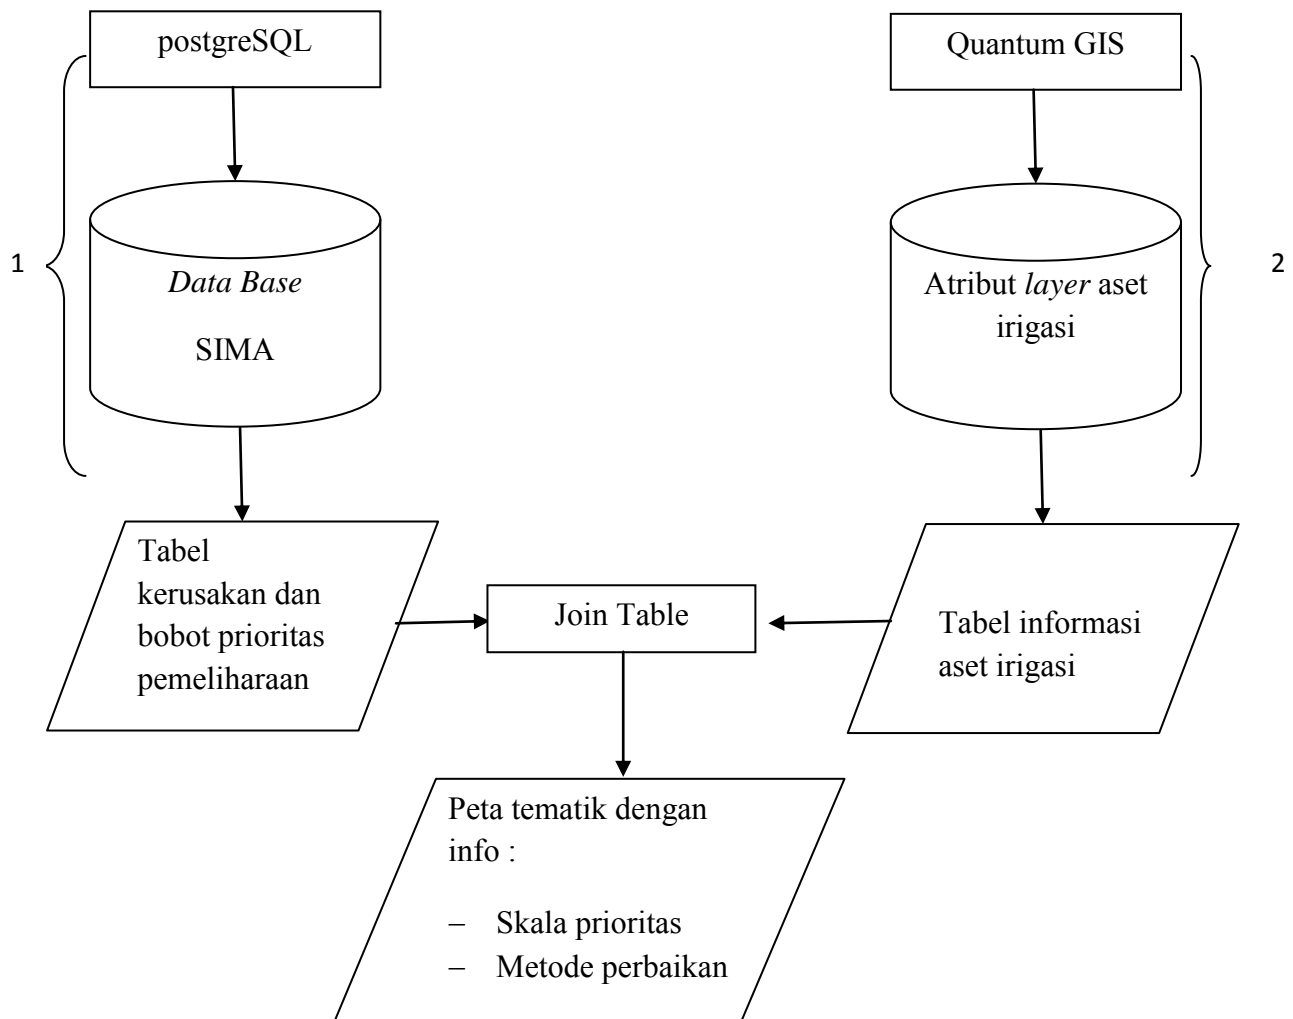 postgreSQL
Quantum GIS
1
Data Base
SIMA
Atribut layer aset
irigasi
2
Tabel
kerusakan dan
bobot prioritas
pemeliharaan
Join Table
Tabel informasi
aset irigasi
Peta tematik dengan
info :
– Skala prioritas
– Metode perbaikan